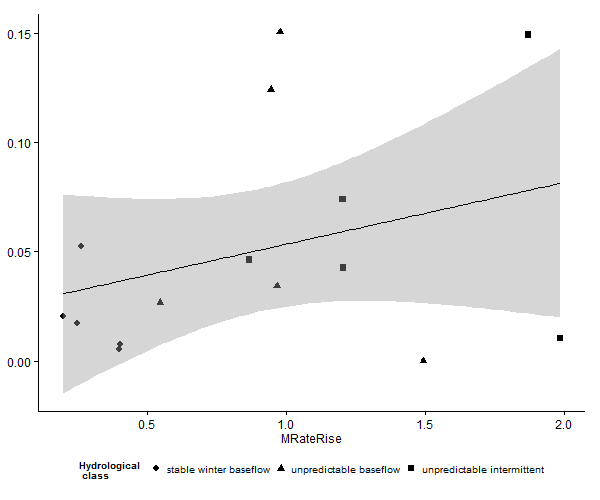 0.15
0.10
0.05
0.00
0.5 1.0 1.5 2.0
MRateRise
Hydrological
class
stable winter baseflow unpredictable baseflow unpredictable intermittent